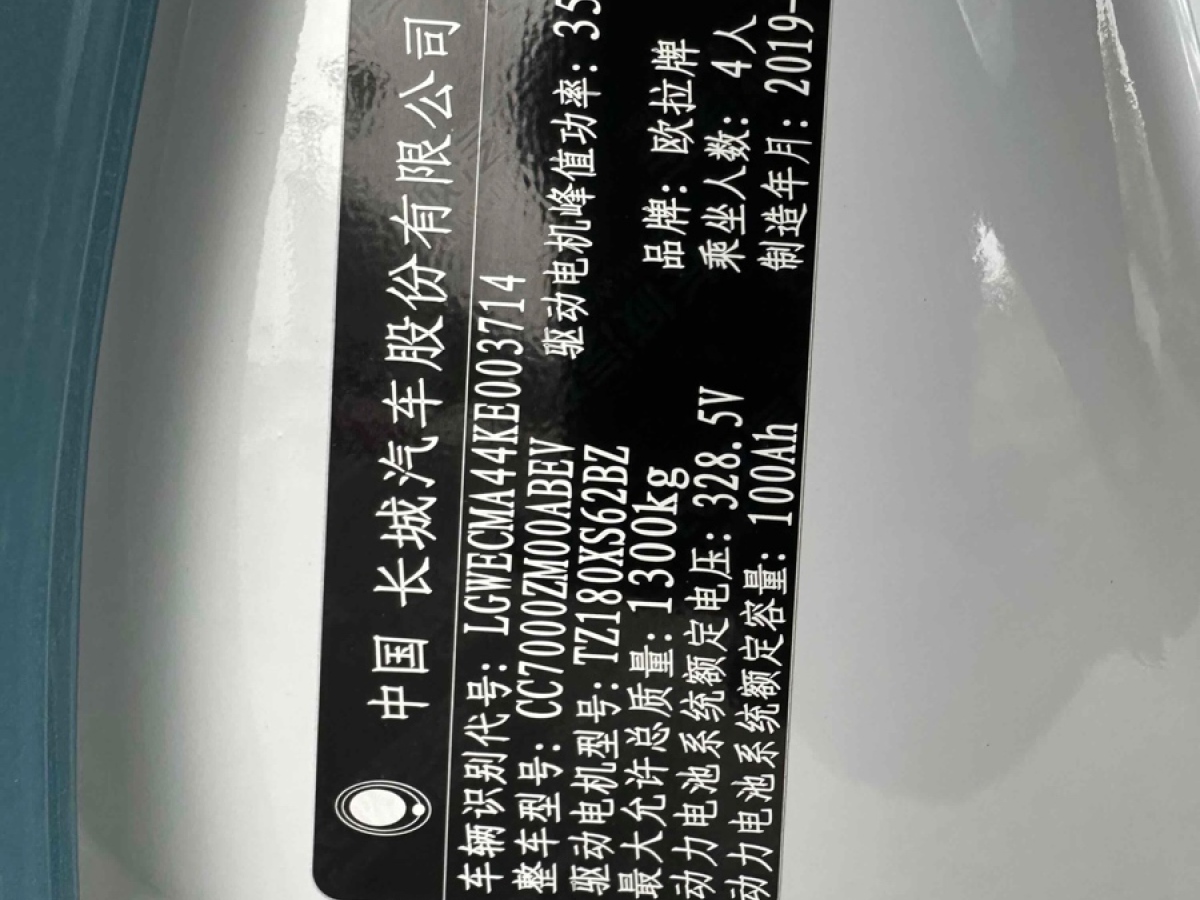 中国 长城汽车股份有限公司
车辆识别代号：LGWECMA44KE003714
整车型号：CC7000ZM00ABEV 驱动电机峰值功率：35
驱动电机型号：TZ180XS62BZ
最大允许总质量：1300kg 品牌：欧拉牌
动力电池系统额定电压：328.5V 乘坐人数：4人
动力电池系统额定容量：100Ah 制造年月：2019-